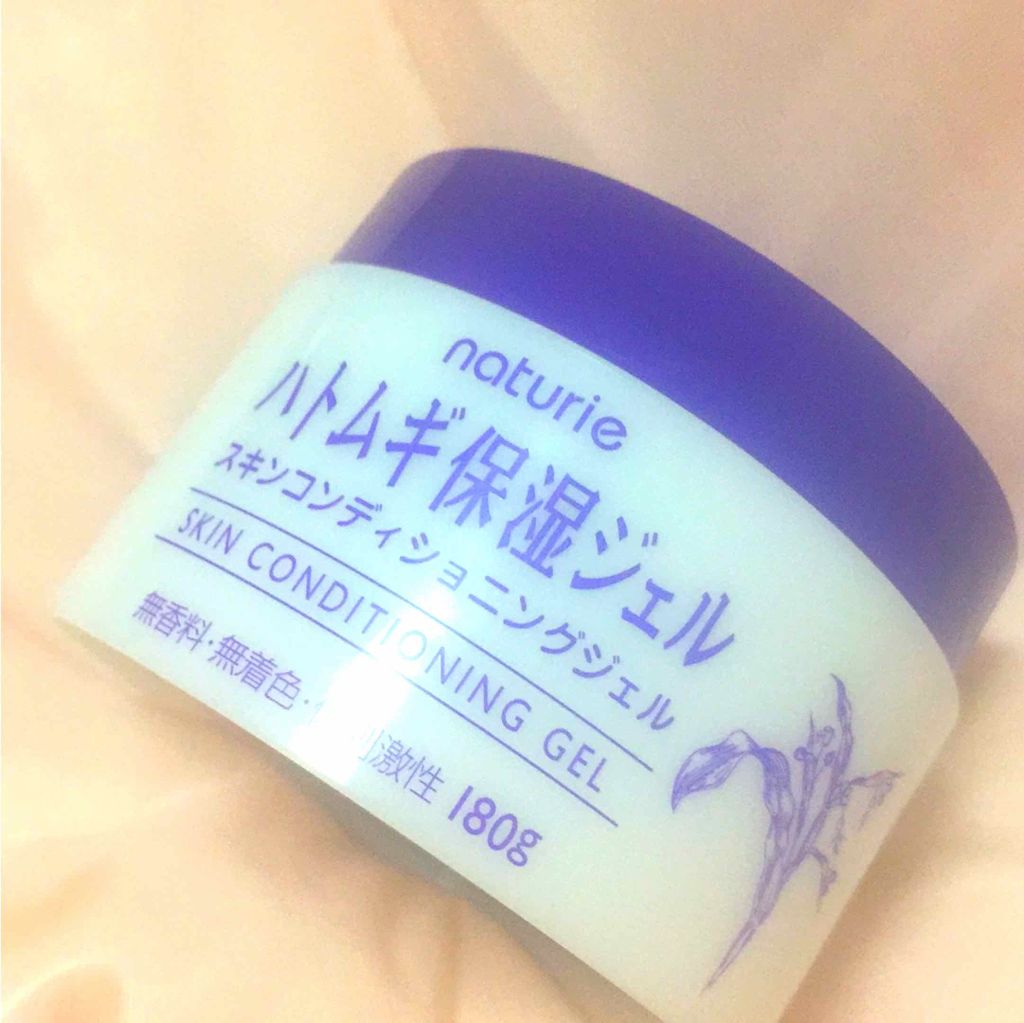 naturie
ハトムギ保湿ジェル
スキンコンディショニングジェル
SKIN CONDITIONING GEL
無香料・無着色・ 刺激性 180g